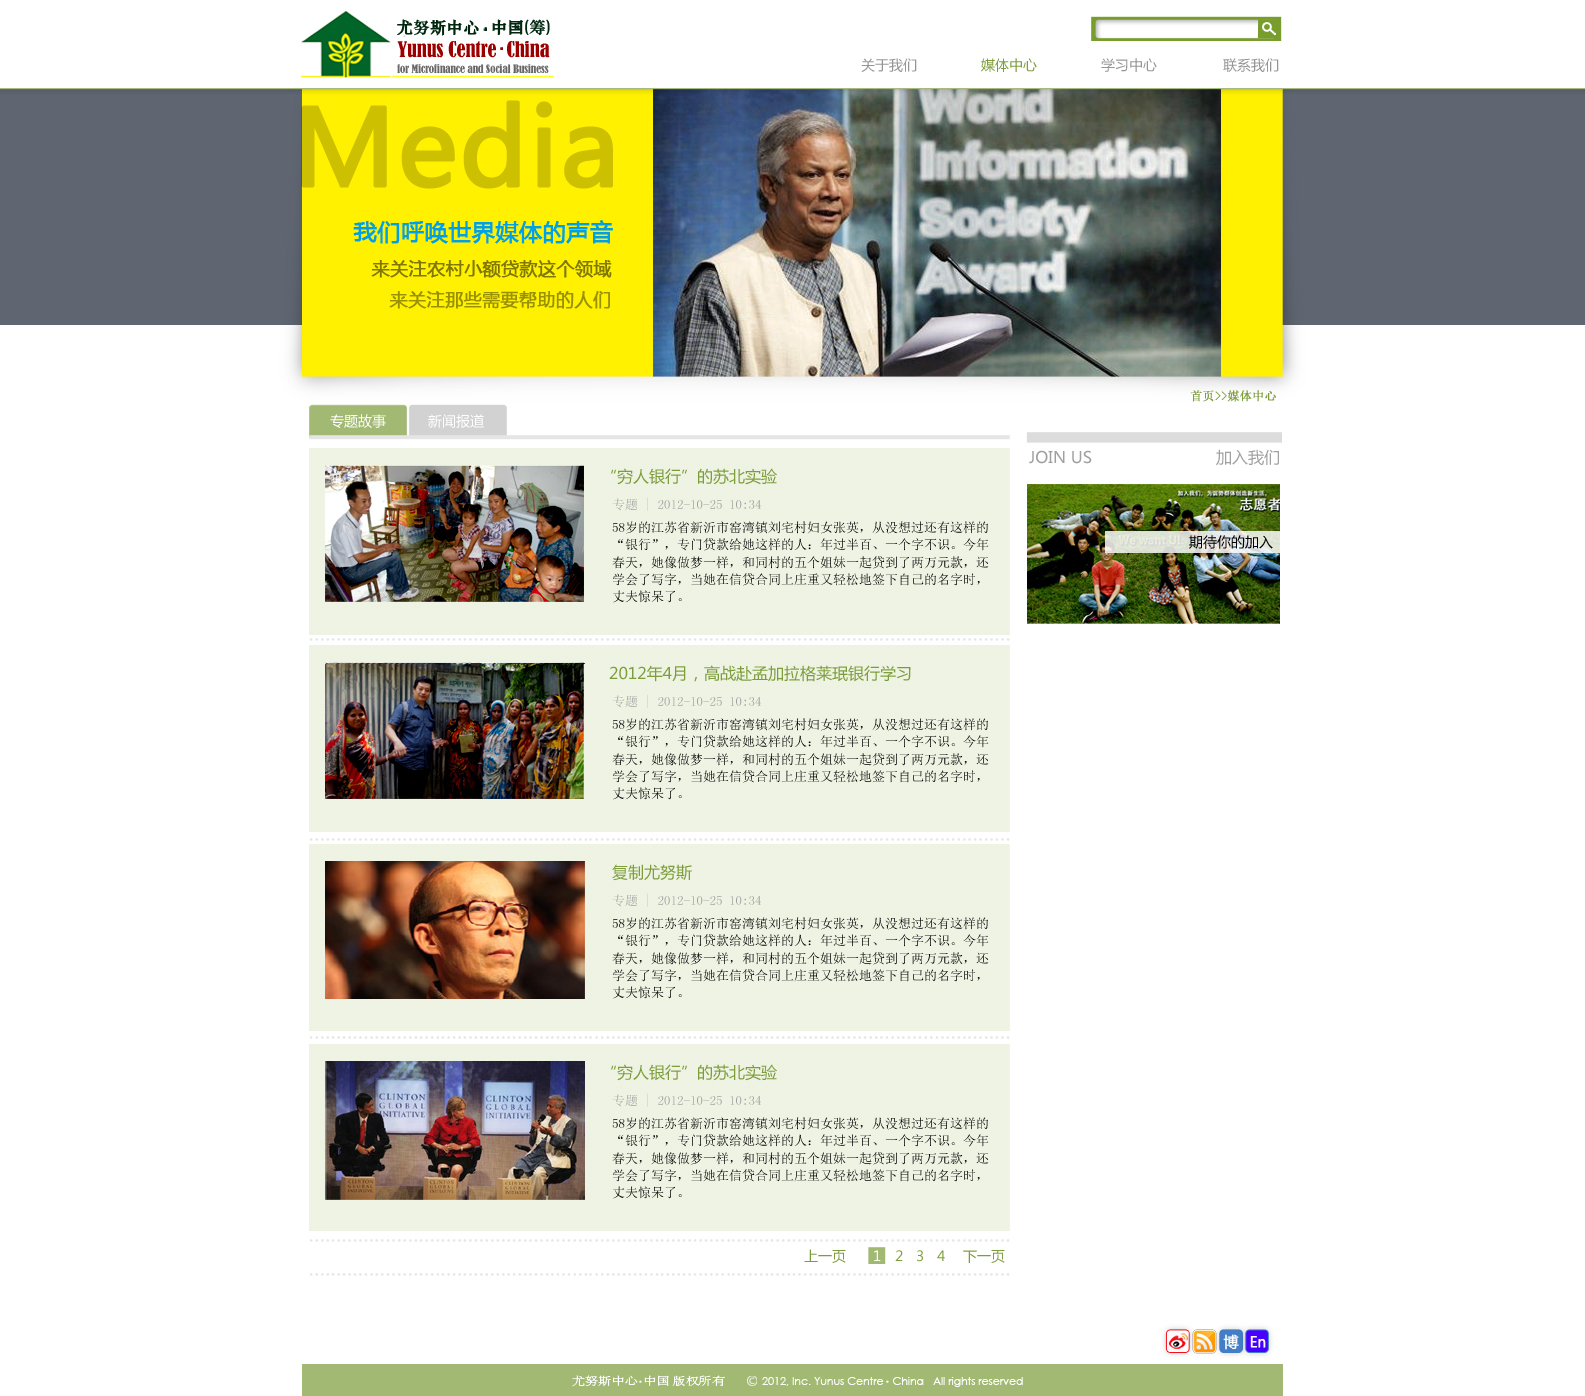 尤努斯中心·中国(筹)
Yunus Centre·China
for Microfinance and Social Business
关于我们 媒体中心 学习中心 联系我们
Media
我们呼唤世界媒体的声音
来关注农村小额贷款这个领域
来关注那些需要帮助的人们
World
Information
Society
Award
首页>>媒体中心
专题故事 新闻报道
JOIN US 加入我们
加入我们，为弱势群体创造新生活。
志愿者
We want U
期待你的加入
“穷人银行”的苏北实验
专题 | 2012-10-25 10:34
58岁的江苏省新沂市窑湾镇刘宅村妇女张英，从没想过还有这样的
“银行”，专门贷款给她这样的人：年过半百、一个字不识。今年
春天，她像做梦一样，和同村的五个姐妹一起贷到了两万元款，还
学会了写字，当她在信贷合同上庄重又轻松地签下自己的名字时，
丈夫惊呆了。
2012年4月，高战赴孟加拉格莱珉银行学习
专题 | 2012-10-25 10:34
58岁的江苏省新沂市窑湾镇刘宅村妇女张英，从没想过还有这样的
“银行”，专门贷款给她这样的人：年过半百、一个字不识。今年
春天，她像做梦一样，和同村的五个姐妹一起贷到了两万元款，还
学会了写字，当她在信贷合同上庄重又轻松地签下自己的名字时，
丈夫惊呆了。
复制尤努斯
专题 | 2012-10-25 10:34
58岁的江苏省新沂市窑湾镇刘宅村妇女张英，从没想过还有这样的
“银行”，专门贷款给她这样的人：年过半百、一个字不识。今年
春天，她像做梦一样，和同村的五个姐妹一起贷到了两万元款，还
学会了写字，当她在信贷合同上庄重又轻松地签下自己的名字时，
丈夫惊呆了。
CLINTON GLOBAL INITIATIVE
CLINTON GLOBAL INITIATIVE
“穷人银行”的苏北实验
专题 | 2012-10-25 10:34
58岁的江苏省新沂市窑湾镇刘宅村妇女张英，从没想过还有这样的
“银行”，专门贷款给她这样的人：年过半百、一个字不识。今年
春天，她像做梦一样，和同村的五个姐妹一起贷到了两万元款，还
学会了写字，当她在信贷合同上庄重又轻松地签下自己的名字时，
丈夫惊呆了。
上一页 1 2 3 4 下一页
博 En
尤努斯中心·中国 版权所有 © 2012, Inc. Yunus Centre· China All rights reserved